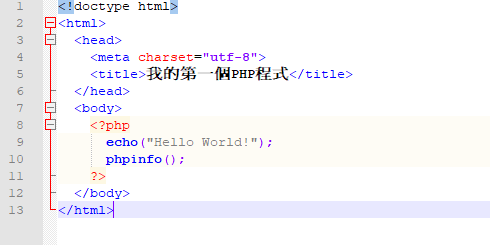 1 <!doctype html>
2 <html>
3 <head>
4 <meta charset="utf-8">
5 <title>我的第一個PHP程式</title>
6 </head>
7 <body>
8 <?php
9 echo("Hello World!");
10 phpinfo();
11 ?>
12 </body>
13 </html>